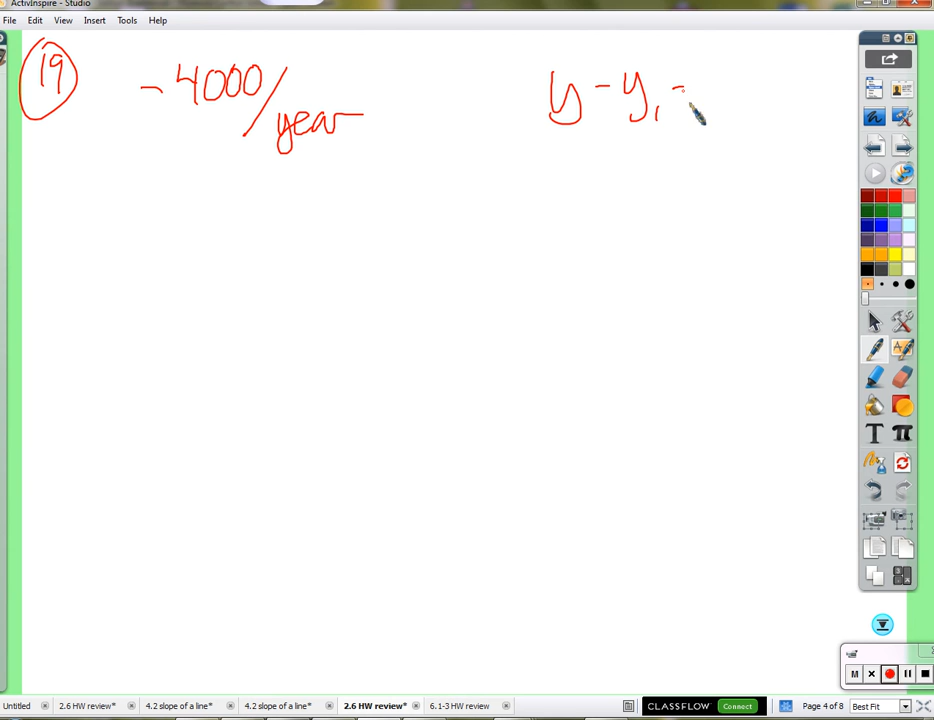 ActivInspire - Studio
File Edit View Insert Tools Help
19
-4000/year
y - y₁ =
T π
M
Untitled 2.6 HW review* 4.2 slope of a line* 4.2 slope of a line* 2.6 HW review* 6.1-3 HW review CLASSFLOW Connect Page 4 of 8 Best Fit